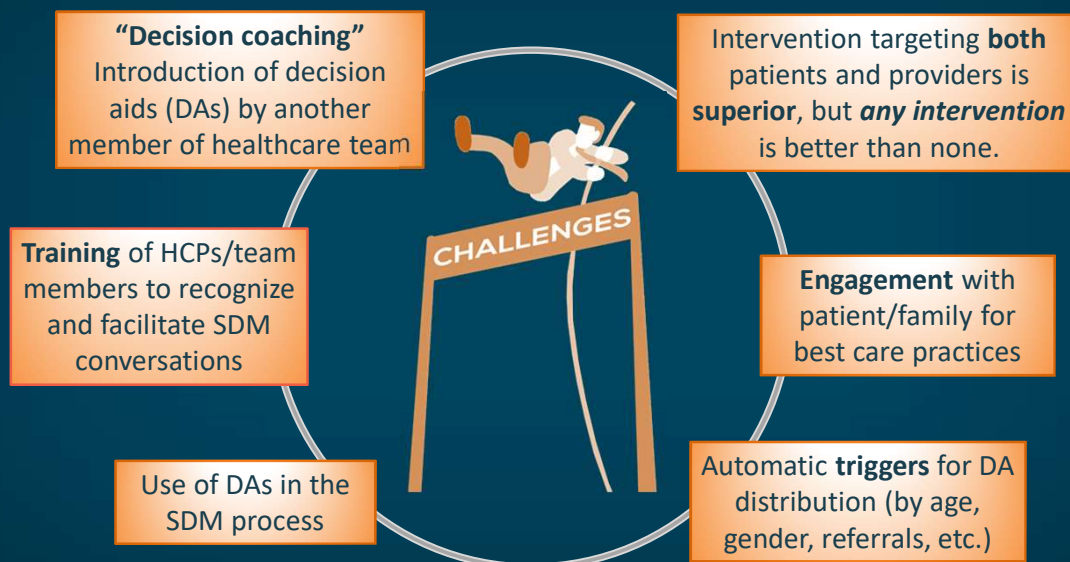 “Decision coaching”
Introduction of decision
aids (DAs) by another
member of healthcare team
Intervention targeting both
patients and providers is
superior, but any intervention
is better than none.
CHALLENGES
Training of HCPs/team
members to recognize
and facilitate SDM
conversations
Engagement with
patient/family for
best care practices
Use of DAs in the
SDM process
Automatic triggers for DA
distribution (by age,
gender, referrals, etc.)